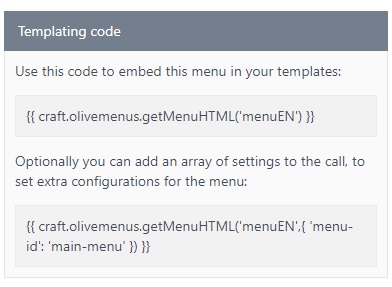 Templating code
Use this code to embed this menu in your templates:
{{ craft.olivemenus.getMenuHTML('menuEN') }}
Optionally you can add an array of settings to the call, to
set extra configurations for the menu:
{{ craft.olivemenus.getMenuHTML('menuEN',{ 'menu-
id': 'main-menu' }) }}